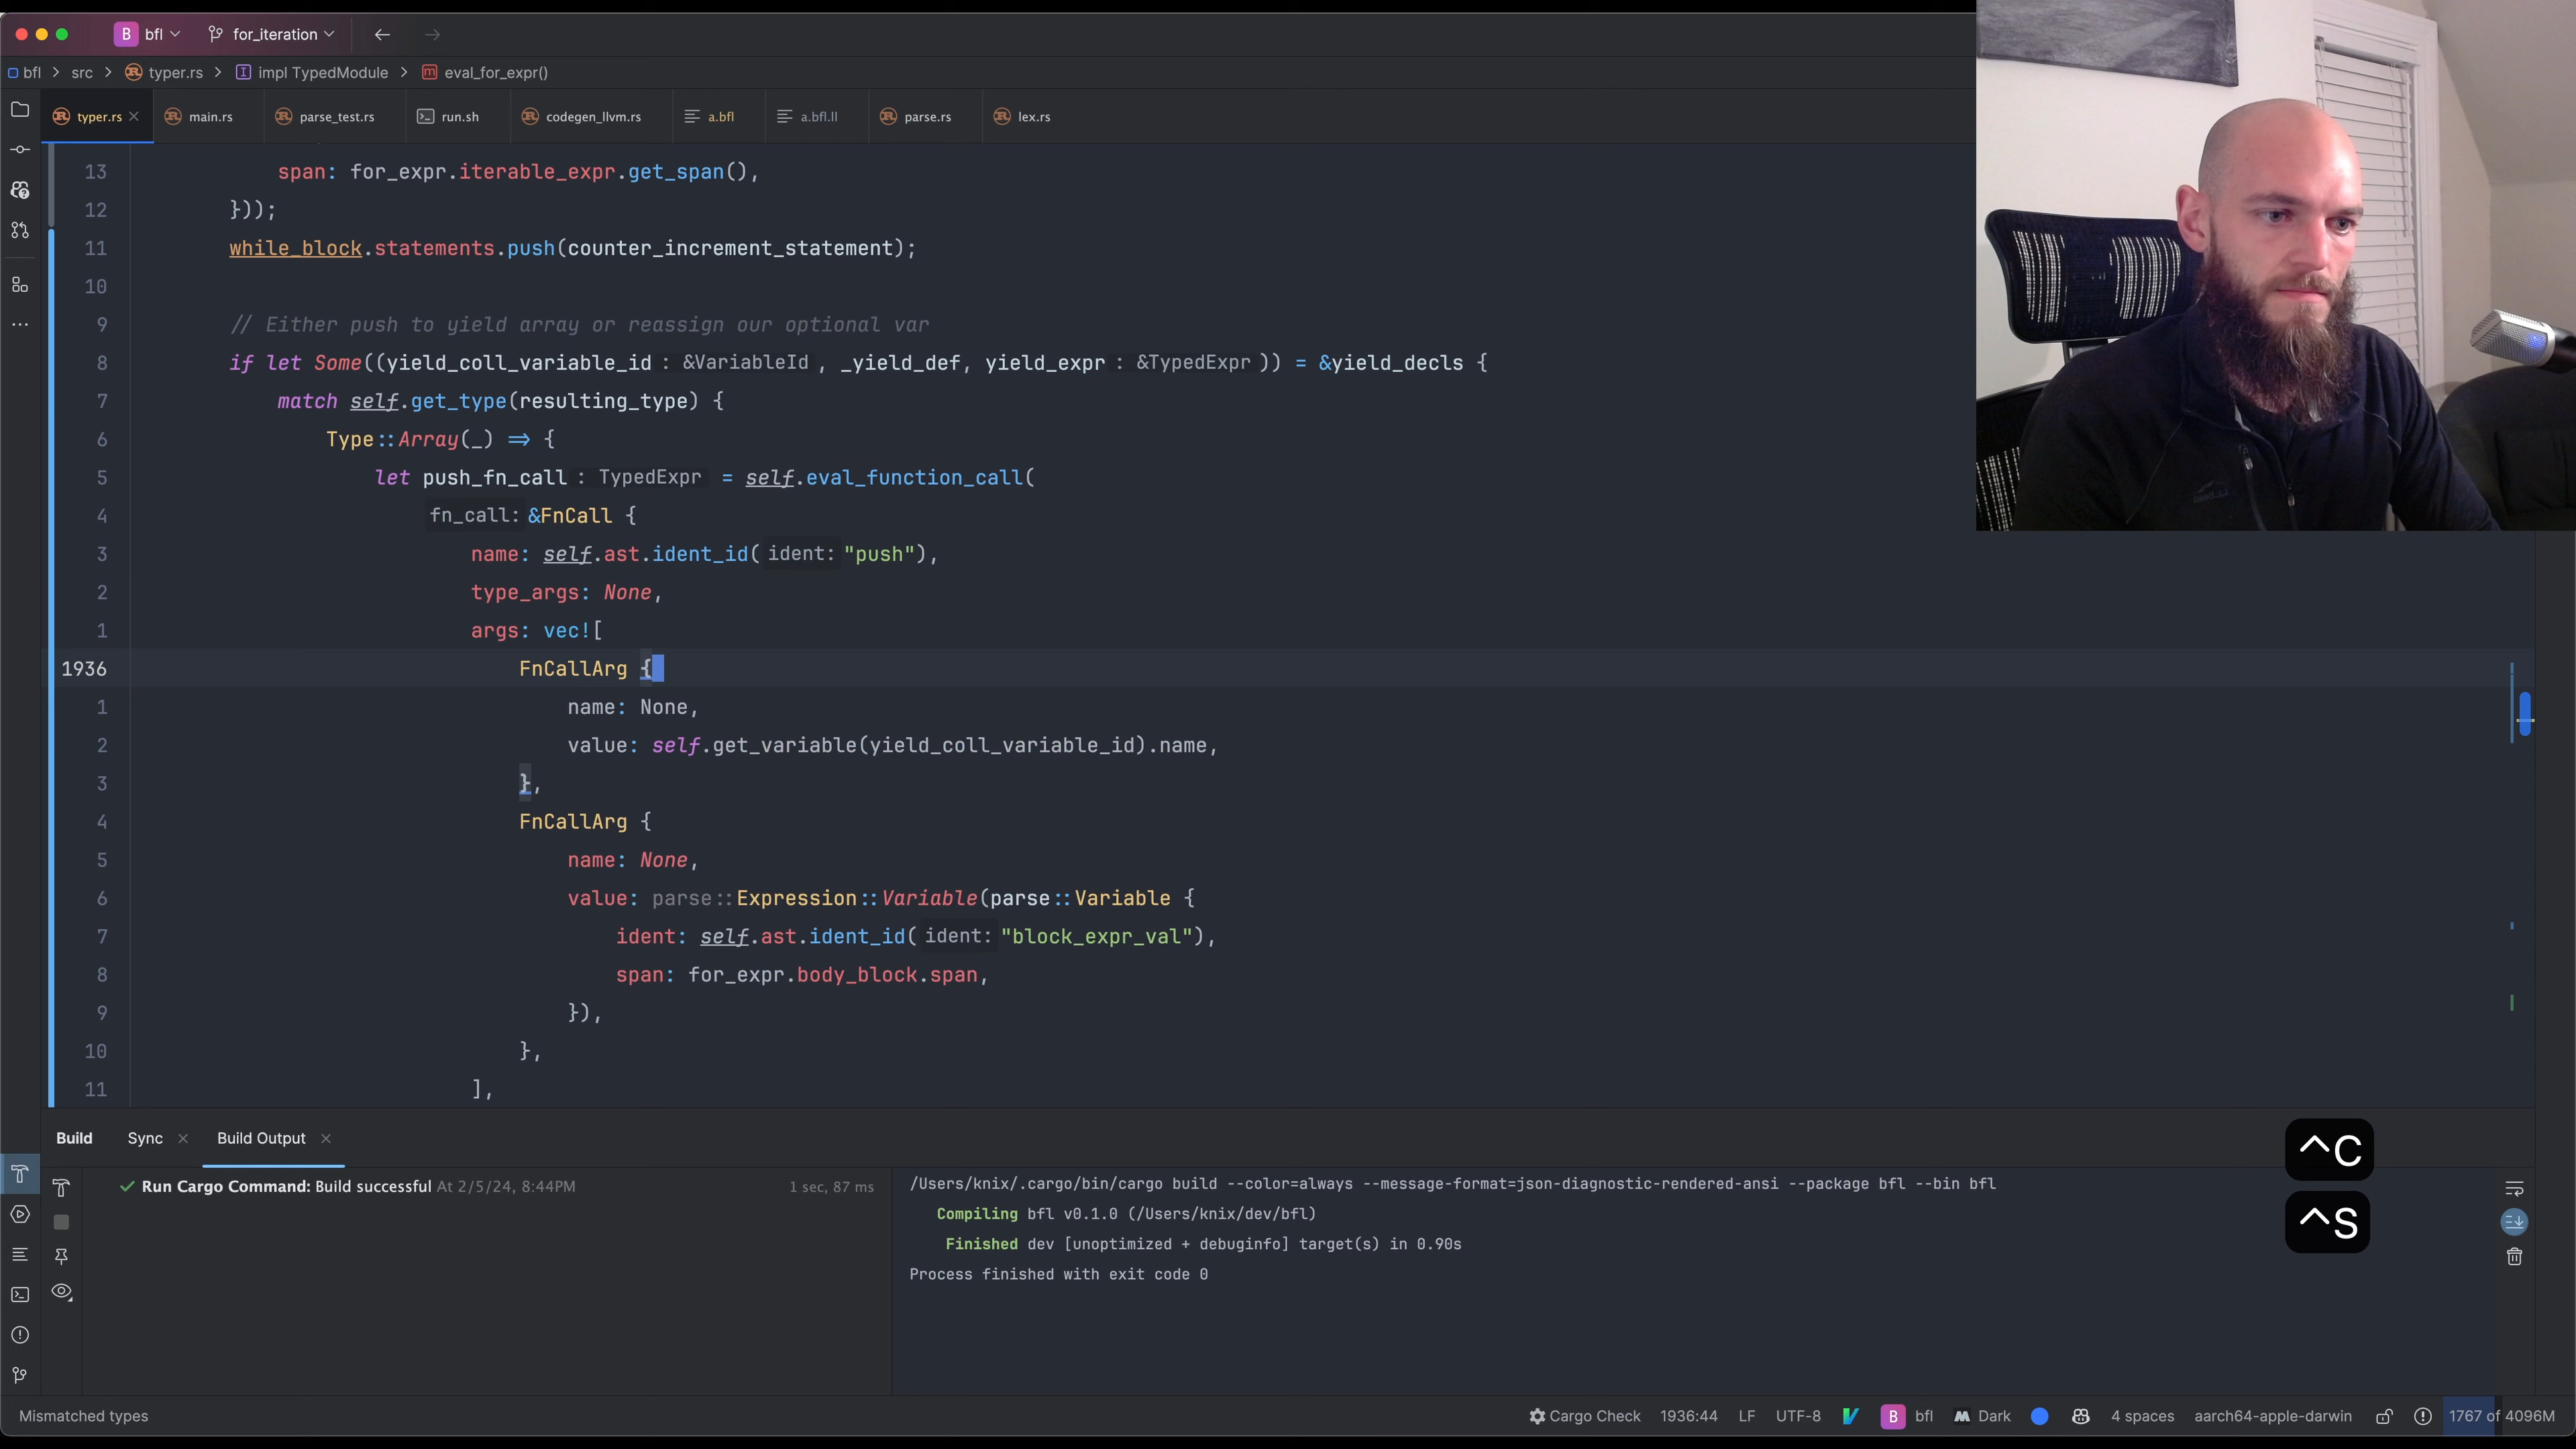 B bfl for_iteration
bfl src typer.rs impl TypedModule eval_for_expr()
typer.rs main.rs parse_test.rs run.sh codegen_llvm.rs a.bfl a.bfl.ll parse.rs lex.rs
13 span: for_expr.iterable_expr.get_span(),
12 }));
11 while_block.statements.push(counter_increment_statement);
10
9 // Either push to yield array or reassign our optional var
8 if let Some((yield_coll_variable_id : &VariableId , _yield_def, yield_expr : &TypedExpr )) = &yield_decls {
7 match self.get_type(resulting_type) {
6 Type::Array(_) => {
5 let push_fn_call : TypedExpr = self.eval_function_call(
4 fn_call: &FnCall {
3 name: self.ast.ident_id( ident: "push"),
2 type_args: None,
1 args: vec![
1936 FnCallArg {
1 name: None,
2 value: self.get_variable(yield_coll_variable_id).name,
3 },
4 FnCallArg {
5 name: None,
6 value: parse::Expression::Variable(parse::Variable {
7 ident: self.ast.ident_id( ident: "block_expr_val"),
8 span: for_expr.body_block.span,
9 }),
10 },
11 ],
Build Sync Build Output
^C
^S
Run Cargo Command: Build successful At 2/5/24, 8:44PM 1 sec, 87 ms
/Users/knix/.cargo/bin/cargo build --color=always --message-format=json-diagnostic-rendered-ansi --package bfl --bin bfl
Compiling bfl v0.1.0 (/Users/knix/dev/bfl)
Finished dev [unoptimized + debuginfo] target(s) in 0.90s
Process finished with exit code 0
Mismatched types Cargo Check 1936:44 LF UTF-8 B bfl Dark 4 spaces aarch64-apple-darwin 1767 of 4096M